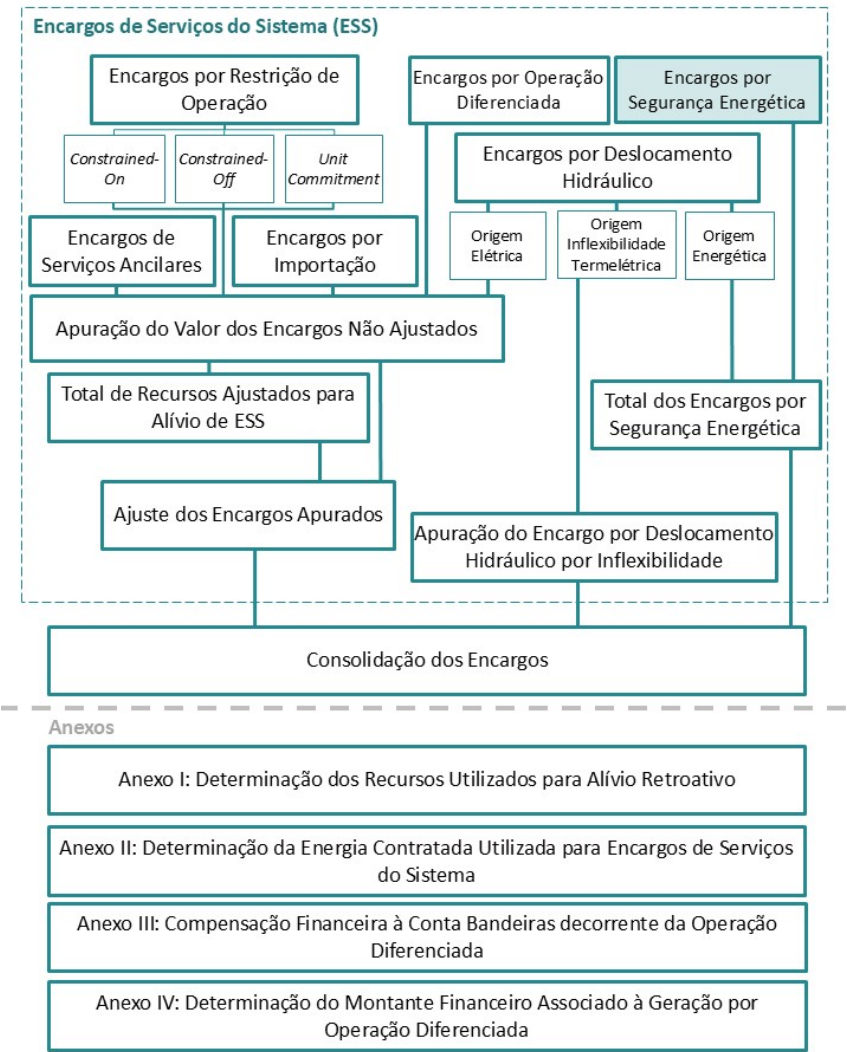 Encargos de Serviços do Sistema (ESS)
Encargos por Restrição de
Operação
Encargos por Operação
Diferenciada
Encargos por
Segurança Energética
Constrained-
On
Constrained-
Off
Unit
Commitment
Encargos por Deslocamento
Hidráulico
Encargos de
Serviços Ancilares
Encargos por
Importação
Origem
Elétrica
Origem
Inflexibilidade
Termelétrica
Origem
Energética
Apuração do Valor dos Encargos Não Ajustados
Total de Recursos Ajustados para
Alívio de ESS
Total dos Encargos por
Segurança Energética
Ajuste dos Encargos Apurados
Apuração do Encargo por Deslocamento
Hidráulico por Inflexibilidade
Consolidação dos Encargos
Anexos
Anexo I: Determinação dos Recursos Utilizados para Alívio Retroativo
Anexo II: Determinação da Energia Contratada Utilizada para Encargos de Serviços
do Sistema
Anexo III: Compensação Financeira à Conta Bandeiras decorrente da Operação
Diferenciada
Anexo IV: Determinação do Montante Financeiro Associado à Geração por
Operação Diferenciada